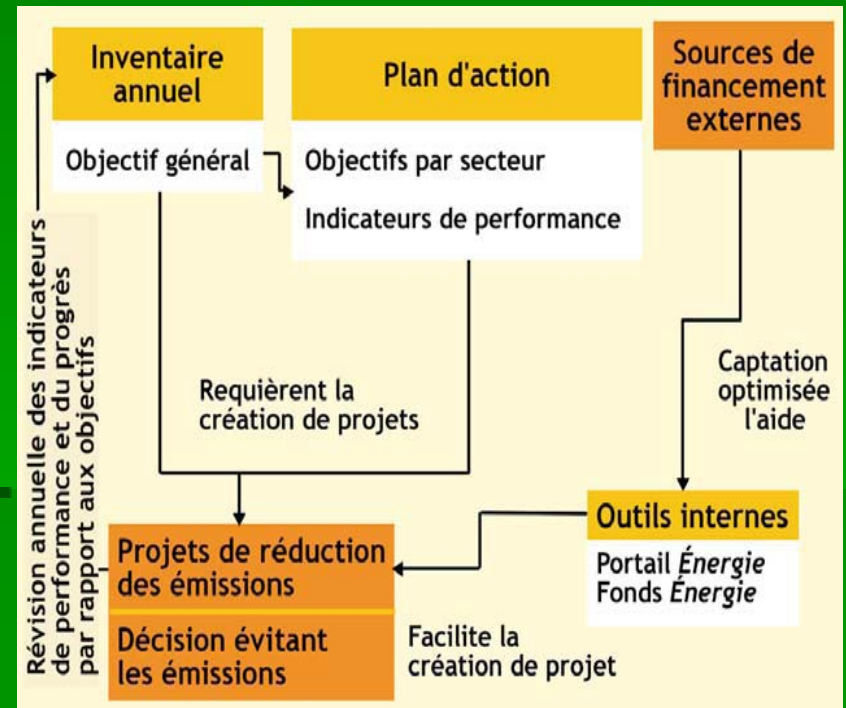 Inventaire
annuel
Objectif général
Plan d'action
Objectifs par secteur
Indicateurs de performance
Sources de
financement
externes
Révision annuelle des indicateurs
de performance et du progrès
par rapport aux objectifs
Requièrent la
création de projets
Captation
optimisée
l'aide
Outils internes
Portail Énergie
Fonds Énergie
Projets de réduction
des émissions
Décision évitant
les émissions
Facilite la
création de projet